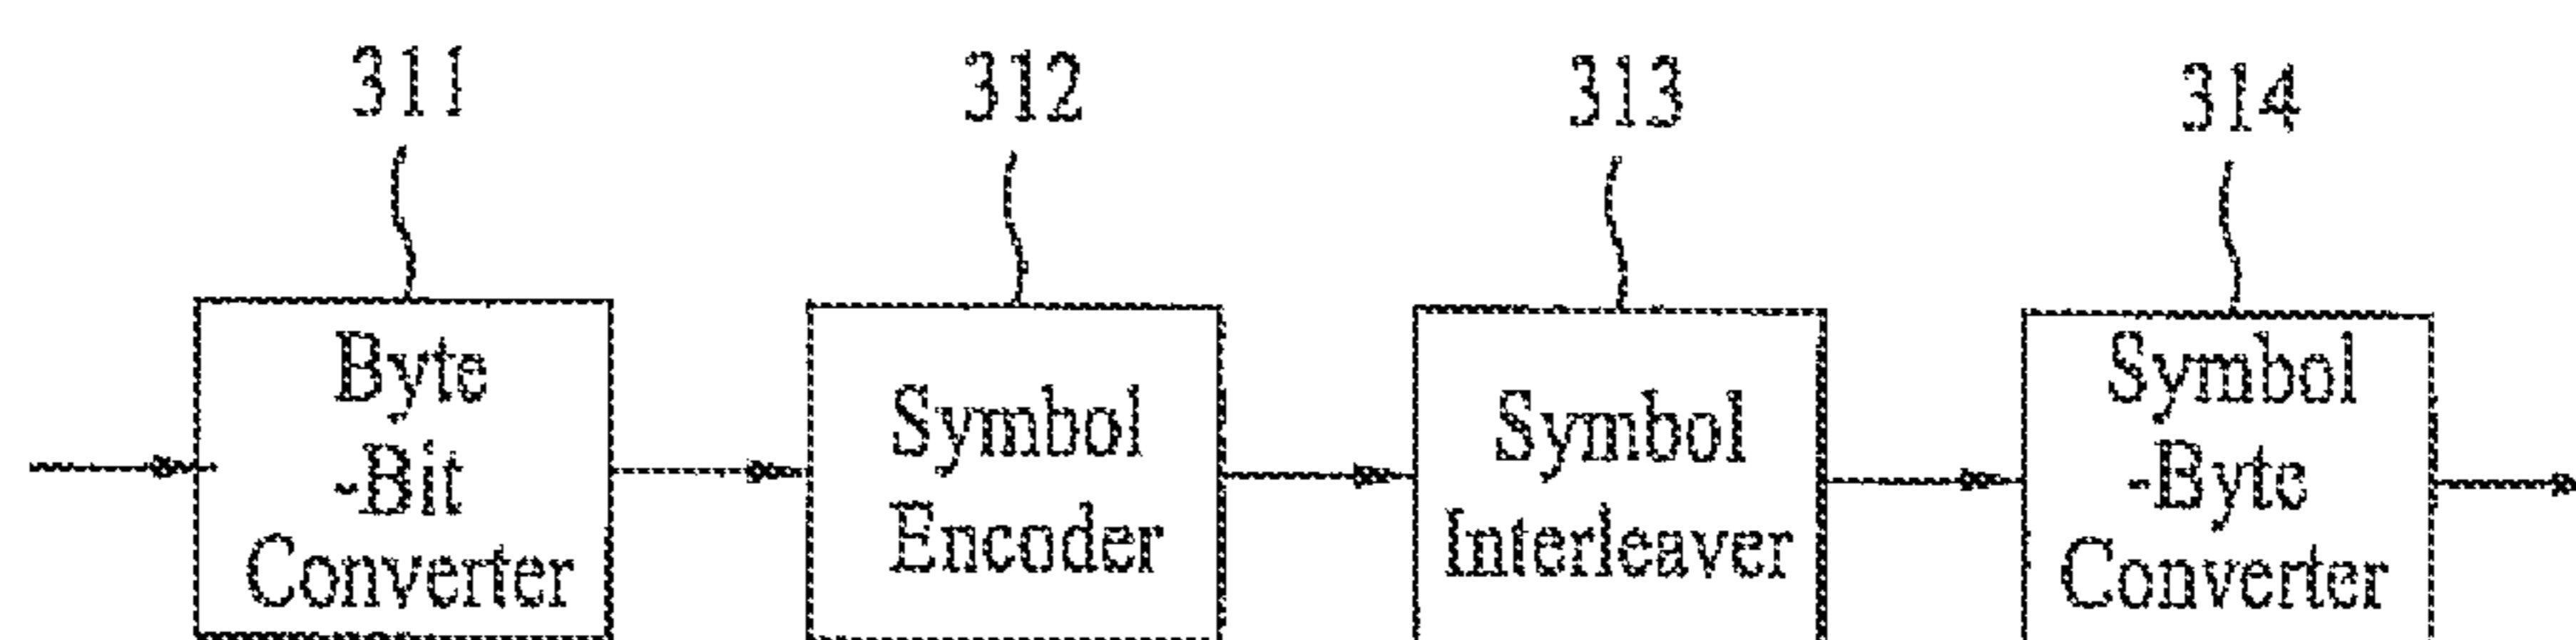 311
312
313
314
Byte
-Bit
Converter
Symbol
Encoder
Symbol
Interleaver
Symbol
-Byte
Converter